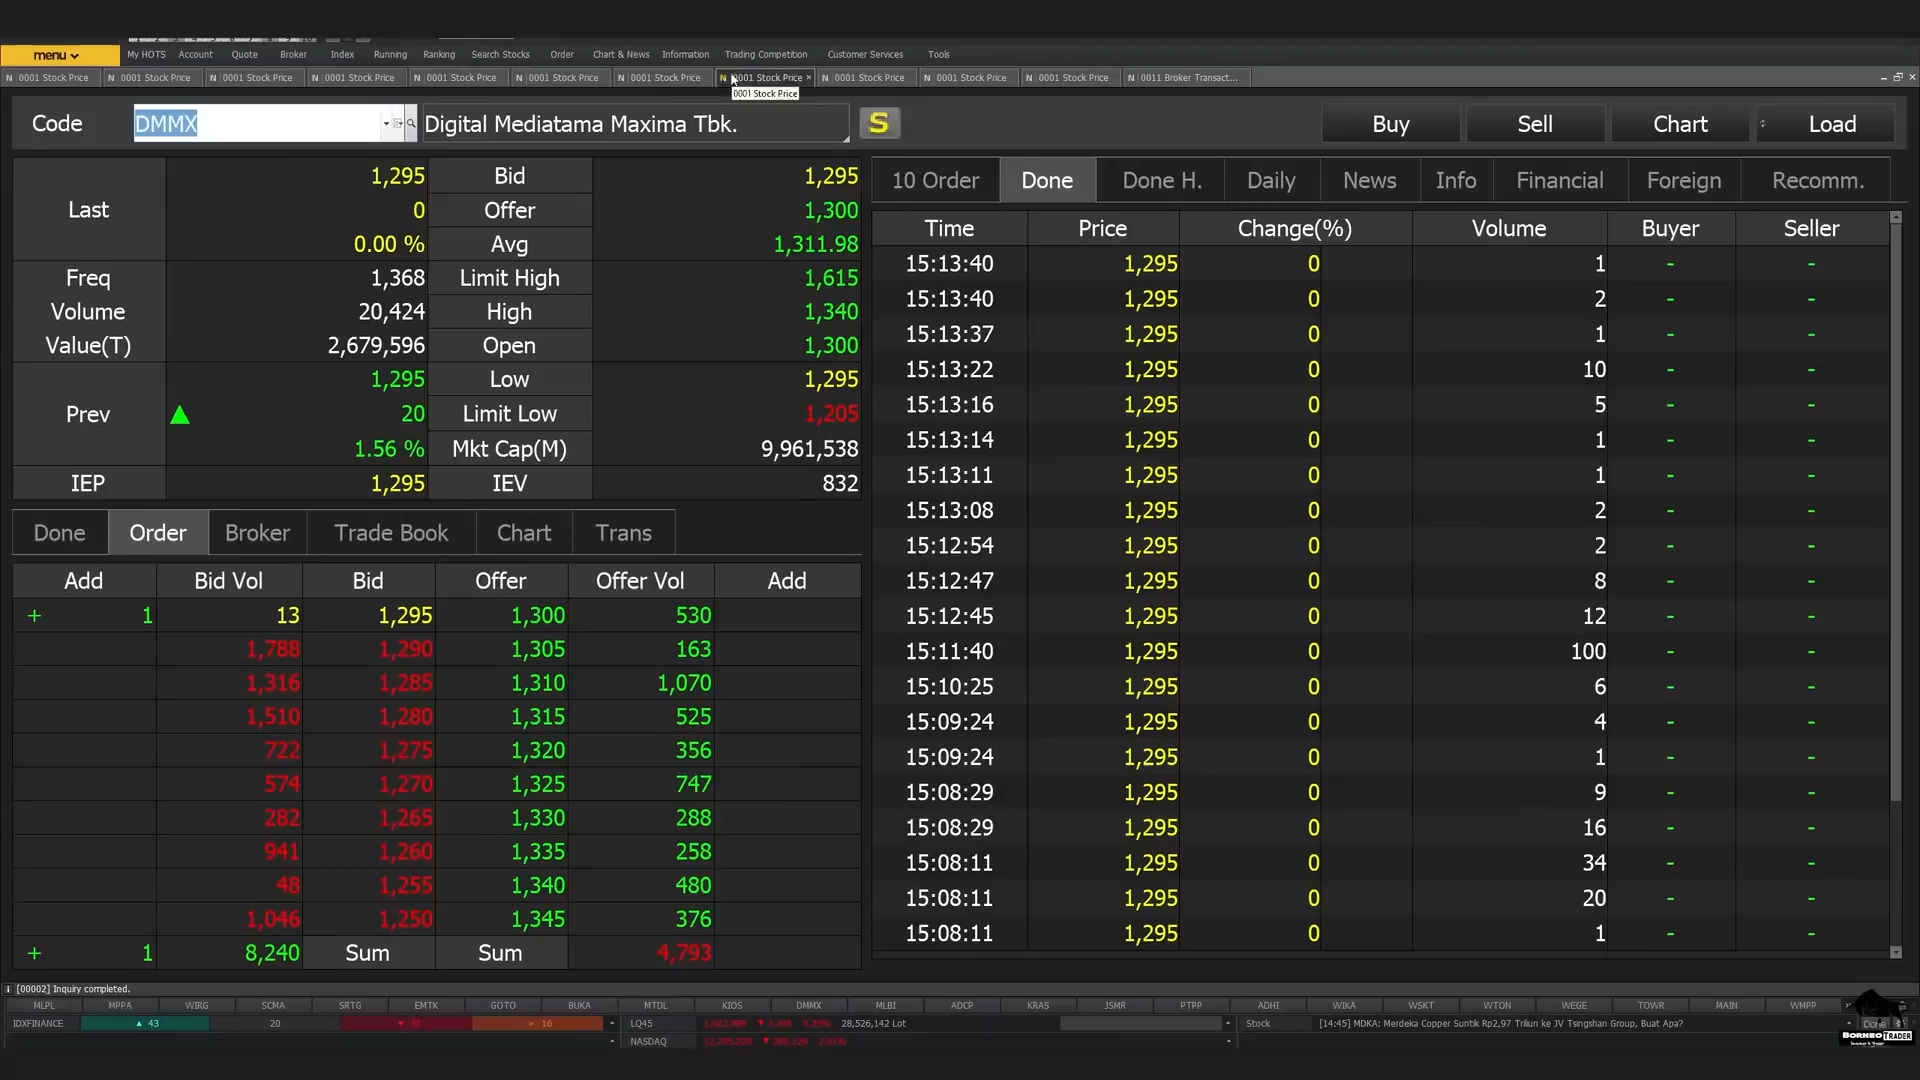 menu My HOTS Account Quote Broker Index Running Ranking Search Stocks Order Chart & News Information Trading Competition Customer Services Tools
N 0001 Stock Price N 0001 Stock Price N 0001 Stock Price N 0001 Stock Price N 0001 Stock Price N 0001 Stock Price N 0001 Stock Price N 0001 Stock Price × N 0001 Stock Price N 0001 Stock Price N 0001 Stock Price N 0011 Broker Transact...
0001 Stock Price
Code DMMX Digital Mediatama Maxima Tbk. S Buy Sell Chart Load
Last 1,295 Bid 1,295
0 Offer 1,300
0.00 % Avg 1,311.98
Freq 1,368 Limit High 1,615
Volume 20,424 High 1,340
Value(T) 2,679,596 Open 1,300
Prev 1,295 Low 1,295
▲ 20 Limit Low 1,205
1.56 % Mkt Cap(M) 9,961,538
IEP 1,295 IEV 832
Done Order Broker Trade Book Chart Trans
Add Bid Vol Bid Offer Offer Vol Add
+ 1 13 1,295 1,300 530
1,788 1,290 1,305 163
1,316 1,285 1,310 1,070
1,510 1,280 1,315 525
722 1,275 1,320 356
574 1,270 1,325 747
282 1,265 1,330 288
941 1,260 1,335 258
48 1,255 1,340 480
1,046 1,250 1,345 376
+ 1 8,240 Sum Sum 4,793
10 Order Done Done H. Daily News Info Financial Foreign Recomm.
Time Price Change(%) Volume Buyer Seller
15:13:40 1,295 0 1 - -
15:13:40 1,295 0 2 - -
15:13:37 1,295 0 1 - -
15:13:22 1,295 0 10 - -
15:13:16 1,295 0 5 - -
15:13:14 1,295 0 1 - -
15:13:11 1,295 0 1 - -
15:13:08 1,295 0 2 - -
15:12:54 1,295 0 2 - -
15:12:47 1,295 0 8 - -
15:12:45 1,295 0 12 - -
15:11:40 1,295 0 100 - -
15:10:25 1,295 0 6 - -
15:09:24 1,295 0 4 - -
15:09:24 1,295 0 1 - -
15:08:29 1,295 0 9 - -
15:08:29 1,295 0 16 - -
15:08:11 1,295 0 34 - -
15:08:11 1,295 0 20 - -
15:08:11 1,295 0 1 - -
[00002] Inquiry completed.
MLPL MPPA WIRG SCMA SRTG EMTK GOTO BUKA MTDL KIOS DMMX MLBI ADCP KRAS JSMR PTPP ADHI WIKA WSKT WTON WEGE TOWR MAIN WMPP
IDXFINANCE ▲ 43 20 ▼ 37 16 LQ45 28,526,142 Lot Stock [14:45] MDKA: Merdeka Copper Suntik Rp2,97 Triliun ke JV Tsingshan Group, Buat Apa?
NASDAQ
BORNEO TRADER